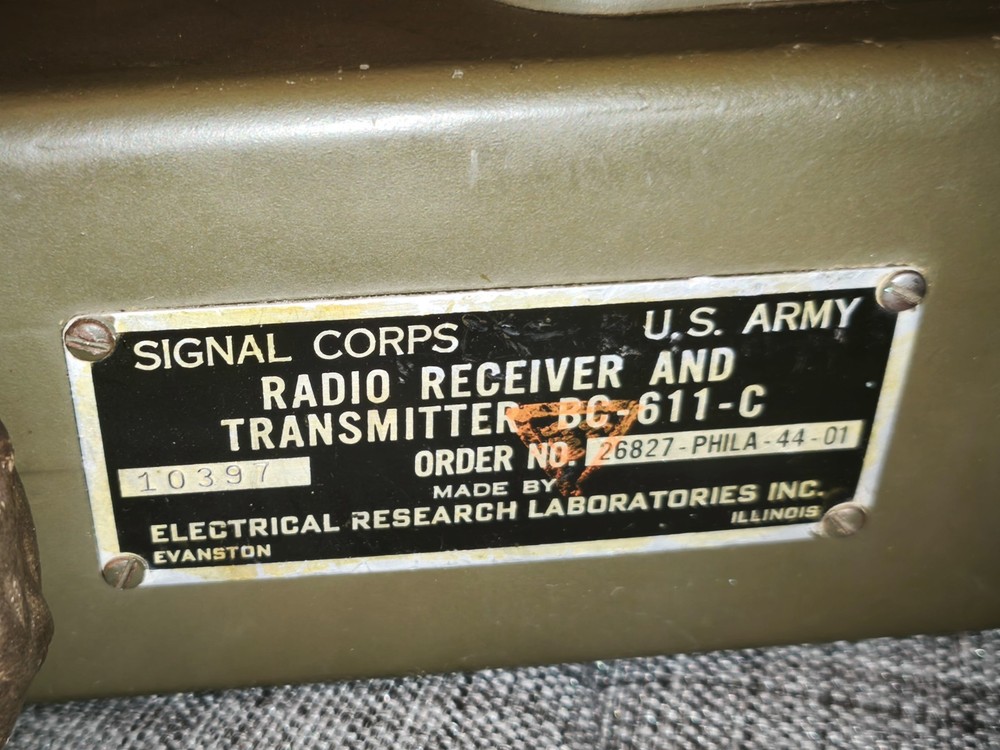 SIGNAL CORPS U.S. ARMY
RADIO RECEIVER AND
TRANSMITTER BC-611-C
ORDER NO. 26827-PHILA-44-01
10397
MADE BY
ELECTRICAL RESEARCH LABORATORIES INC.
EVANSTON ILLINOIS